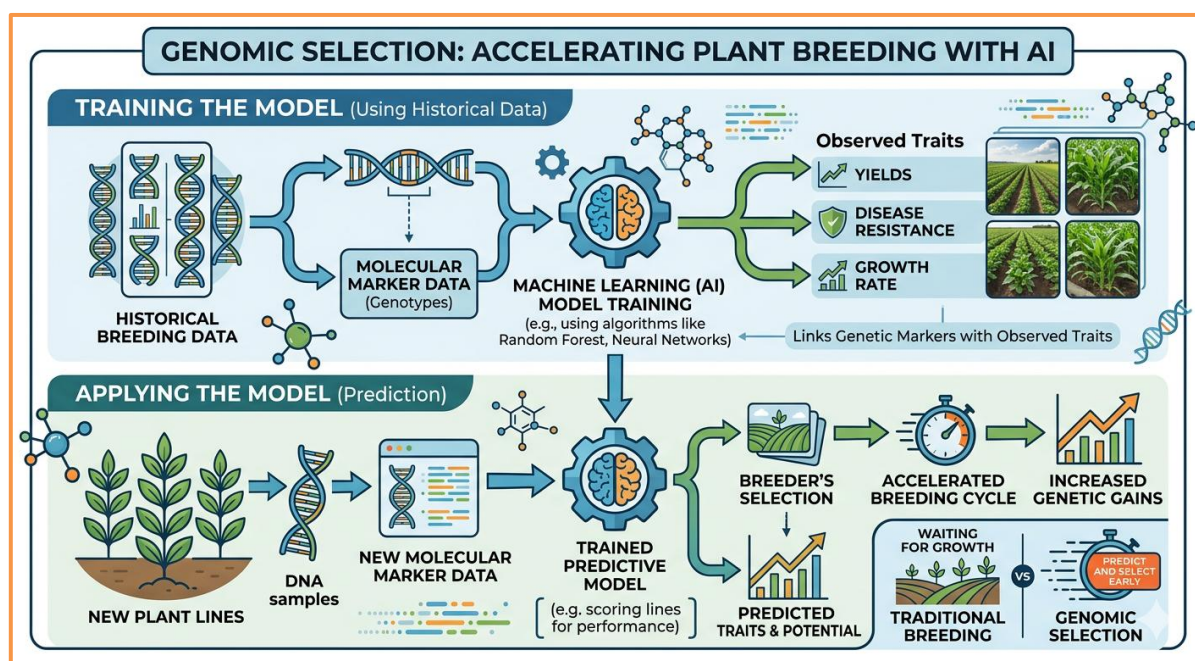 GENOMIC SELECTION: ACCELERATING PLANT BREEDING WITH AI
TRAINING THE MODEL (Using Historical Data)
HISTORICAL
BREEDING DATA
MOLECULAR
MARKER DATA
(Genotypes)
MACHINE LEARNING (AI)
MODEL TRAINING
(e.g., using algorithms like
Random Forest, Neural Networks)
Observed Traits
YIELDS
DISEASE
RESISTANCE
GROWTH
RATE
Links Genetic Markers with Observed Traits
APPLYING THE MODEL (Prediction)
NEW PLANT LINES
DNA
samples
NEW MOLECULAR
MARKER DATA
TRAINED
PREDICTIVE
MODEL
(e.g. scoring lines
for performance)
BREEDER'S
SELECTION
PREDICTED
TRAITS & POTENTIAL
ACCELERATED
BREEDING CYCLE
INCREASED
GENETIC GAINS
WAITING
FOR GROWTH
TRADITIONAL
BREEDING
VS
PREDICT
AND SELECT
EARLY
GENOMIC
SELECTION